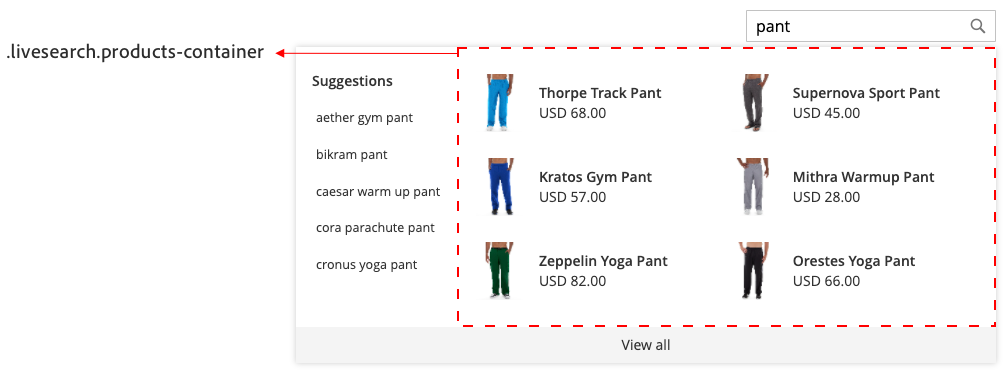 pant
.livesearch.products-container
Suggestions
aether gym pant
bikram pant
caesar warm up pant
cora parachute pant
cronus yoga pant
Thorpe Track Pant
USD 68.00
Supernova Sport Pant
USD 45.00
Kratos Gym Pant
USD 57.00
Mithra Warmup Pant
USD 28.00
Zeppelin Yoga Pant
USD 82.00
Orestes Yoga Pant
USD 66.00
View all